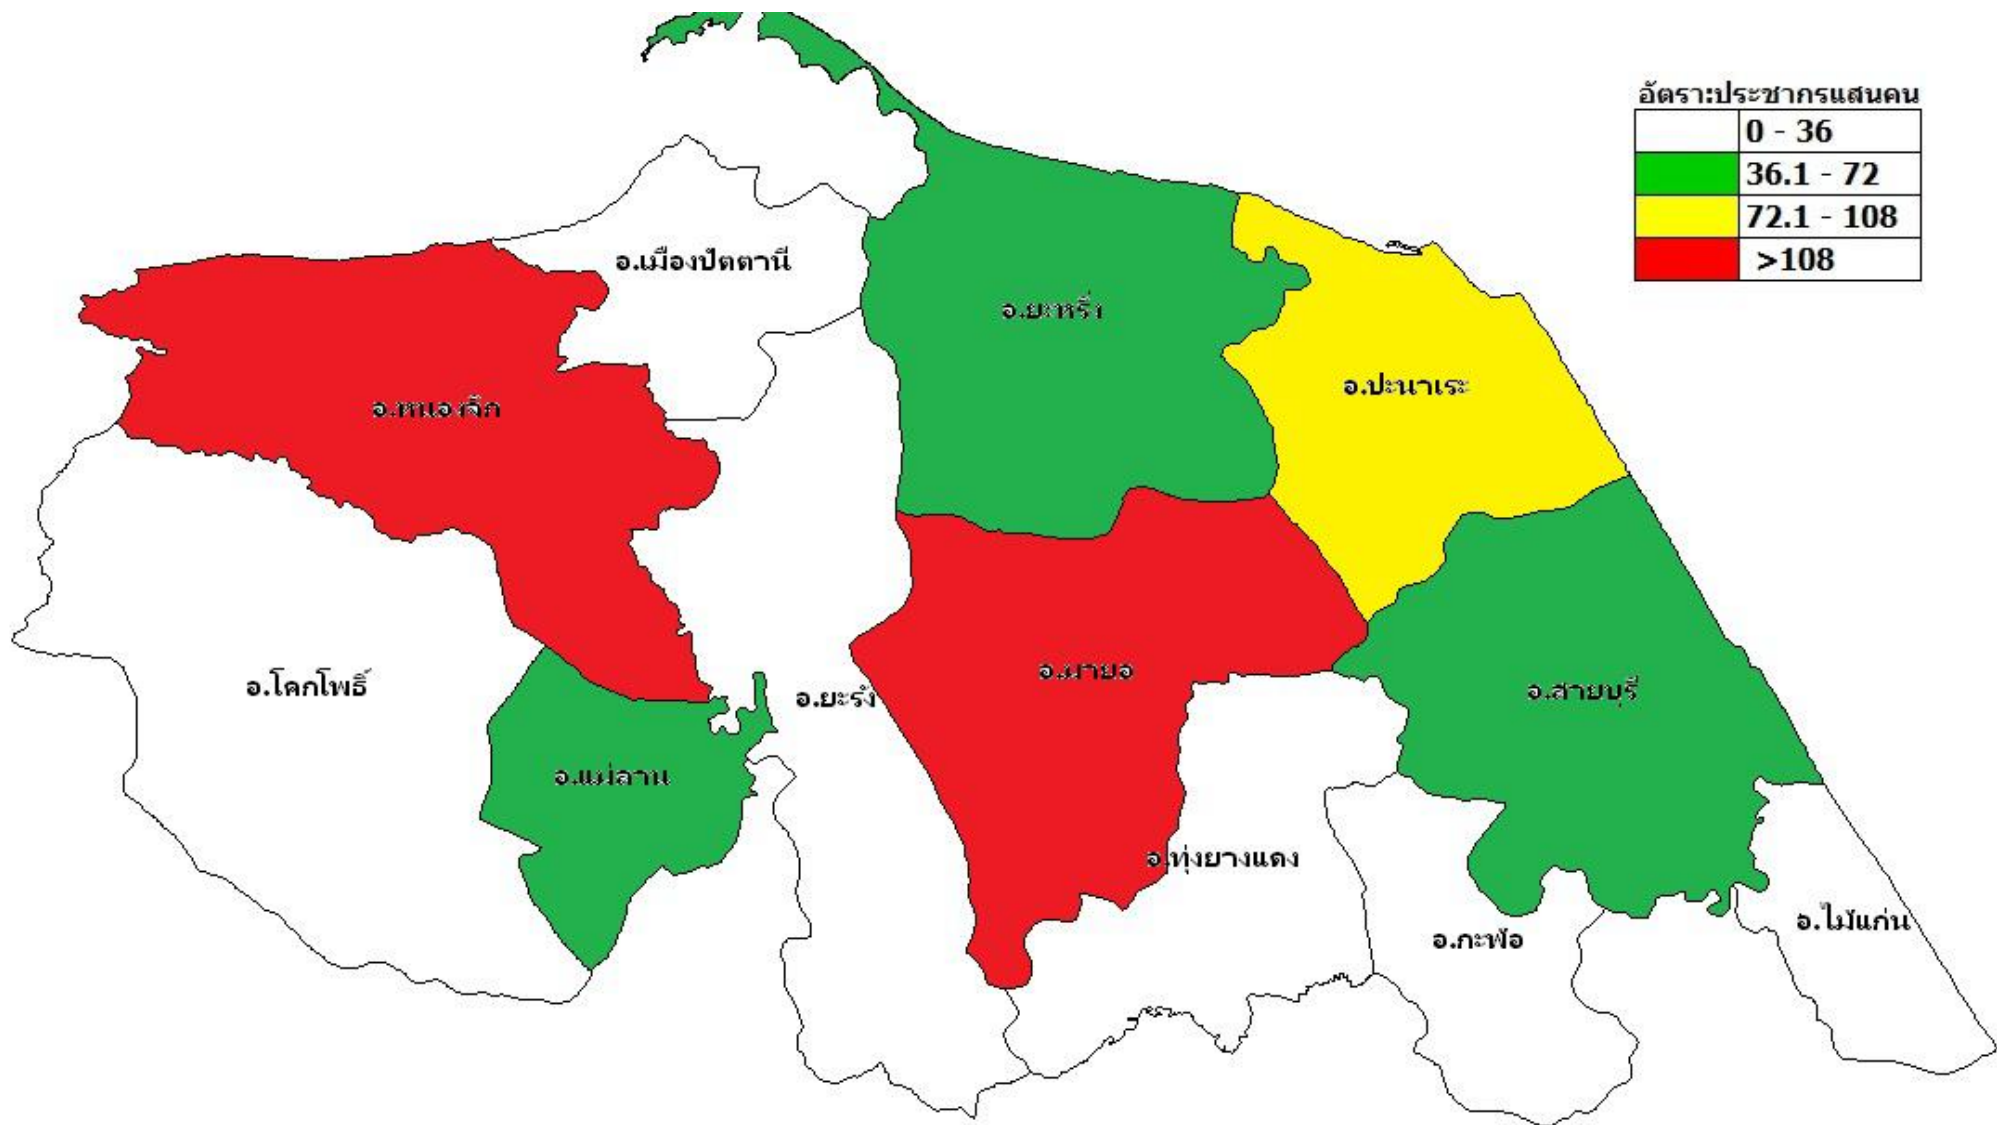 อัตรา:ประชากรแสนคน
0 - 36
36.1 - 72
72.1 - 108
>108
อ.เมืองปัตตานี
อ.ยะหริ่ง
อ.ปะนาเระ
อ.หนองจิก
อ.โคกโพธิ์
อ.ยะรัง
อ.มายอ
อ.สายบุรี
อ.แม่ลาน
อ.ทุ่งยางแดง
อ.กะพ้อ
อ.ไม้แก่น